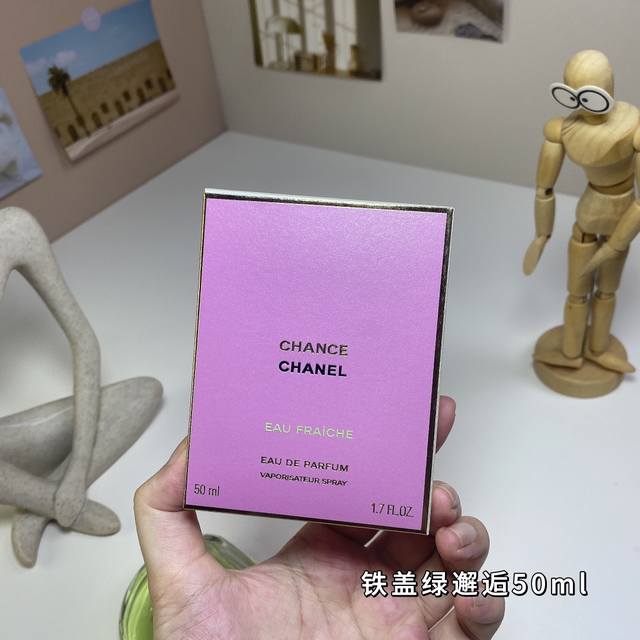 CHANCE
CHANEL
EAU FRAÎCHE
EAU DE PARFUM
VAPORISATEUR SPRAY
50 ml
1.7 FL.OZ.
铁盖绿邂逅50ml